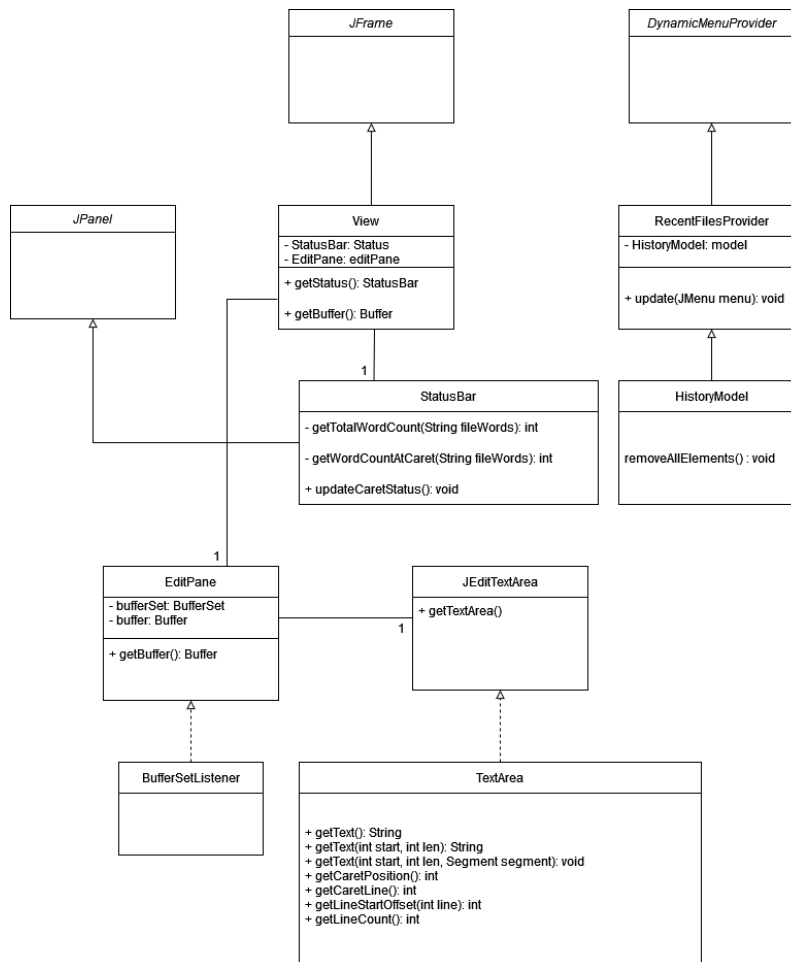 JFrame
DynamicMenuProvider
JPanel
View
- StatusBar: Status
- EditPane: editPane
+ getStatus(): StatusBar
+ getBuffer(): Buffer
RecentFilesProvider
- HistoryModel: model
+ update(JMenu menu): void
1
StatusBar
- getTotalWordCount(String fileWords): int
- getWordCountAtCaret(String fileWords): int
+ updateCaretStatus(): void
HistoryModel
removeAllElements() : void
1
EditPane
- bufferSet: BufferSet
- buffer: Buffer
+ getBuffer(): Buffer
1
JEditTextArea
+ getTextArea()
BufferSetListener
TextArea
+ getText(): String
+ getText(int start, int len): String
+ getText(int start, int len, Segment segment): void
+ getCaretPosition(): int
+ getCaretLine(): int
+ getLineStartOffset(int line): int
+ getLineCount(): int